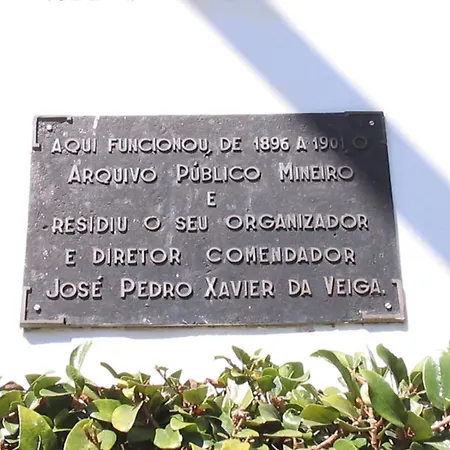 AQUI FUNCIONOU, DE 1896 A 1901, O
ARQUIVO PÚBLICO MINEIRO
E
RESIDIU O SEU ORGANIZADOR
E DIRETOR COMENDADOR
JOSÉ PEDRO XAVIER DA VEIGA.